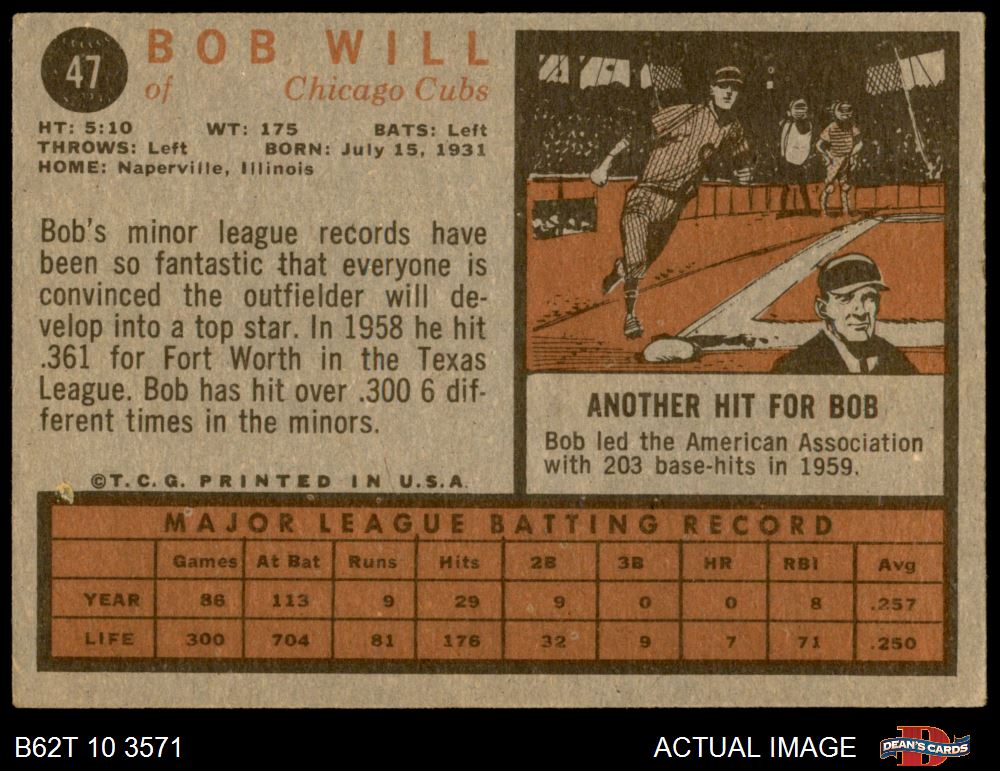 47
BOB WILL
of Chicago Cubs
HT: 5:10 WT: 175 BATS: Left
THROWS: Left BORN: July 15, 1931
HOME: Naperville, Illinois
Bob's minor league records have
been so fantastic that everyone is
convinced the outfielder will de-
velop into a top star. In 1958 he hit
.361 for Fort Worth in the Texas
League. Bob has hit over .300 6 dif-
ferent times in the minors.
©T.C.G. PRINTED IN U.S.A.
ANOTHER HIT FOR BOB
Bob led the American Association
with 203 base-hits in 1959.
MAJOR LEAGUE BATTING RECORD
Games At Bat Runs Hits 2B 3B HR RBI Avg
YEAR 86 113 9 29 9 0 0 8 .257
LIFE 300 704 81 176 32 9 7 71 .250
B62T 10 3571
ACTUAL IMAGE
DEAN'S CARDS